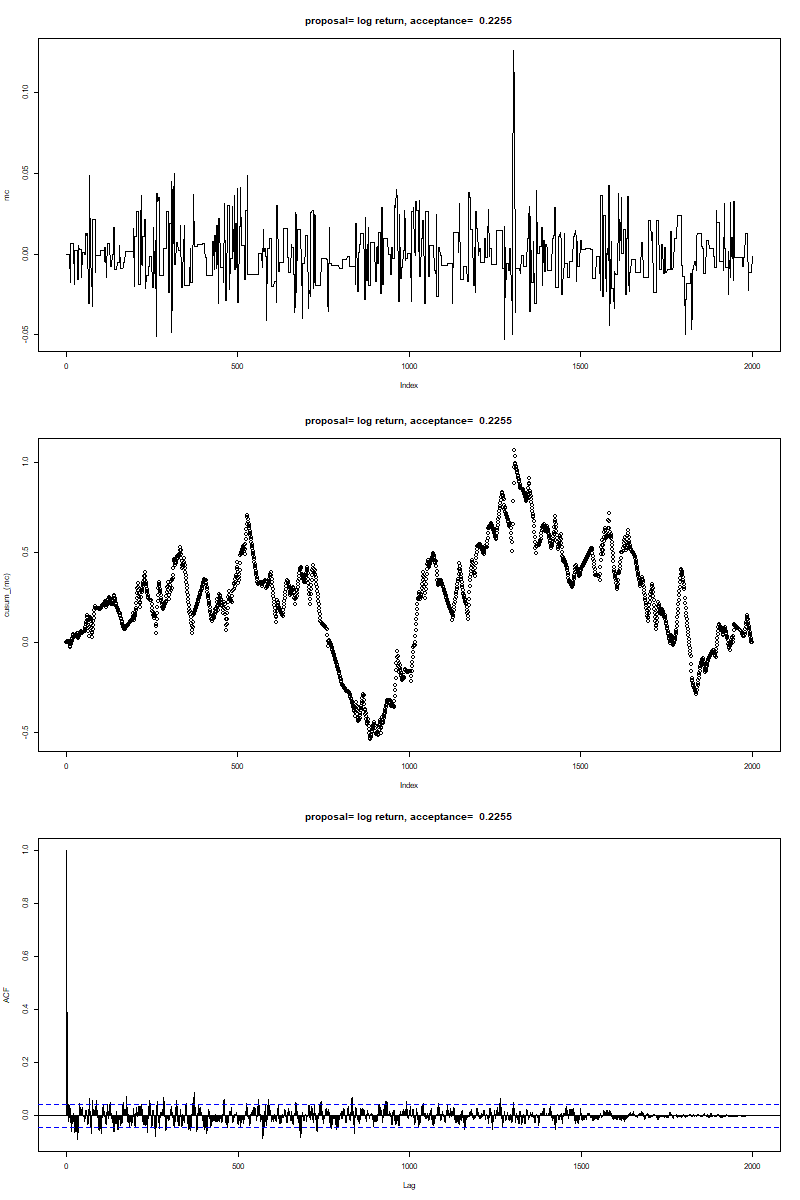 proposal= log return, acceptance= 0.2255
mc
0.10
0.05
0.00
-0.05
0 500 1000 1500 2000
Index
proposal= log return, acceptance= 0.2255
cusum_(mc)
1.0
0.5
0.0
-0.5
0 500 1000 1500 2000
Index
proposal= log return, acceptance= 0.2255
ACF
1.0
0.8
0.6
0.4
0.2
0.0
0 500 1000 1500 2000
Lag